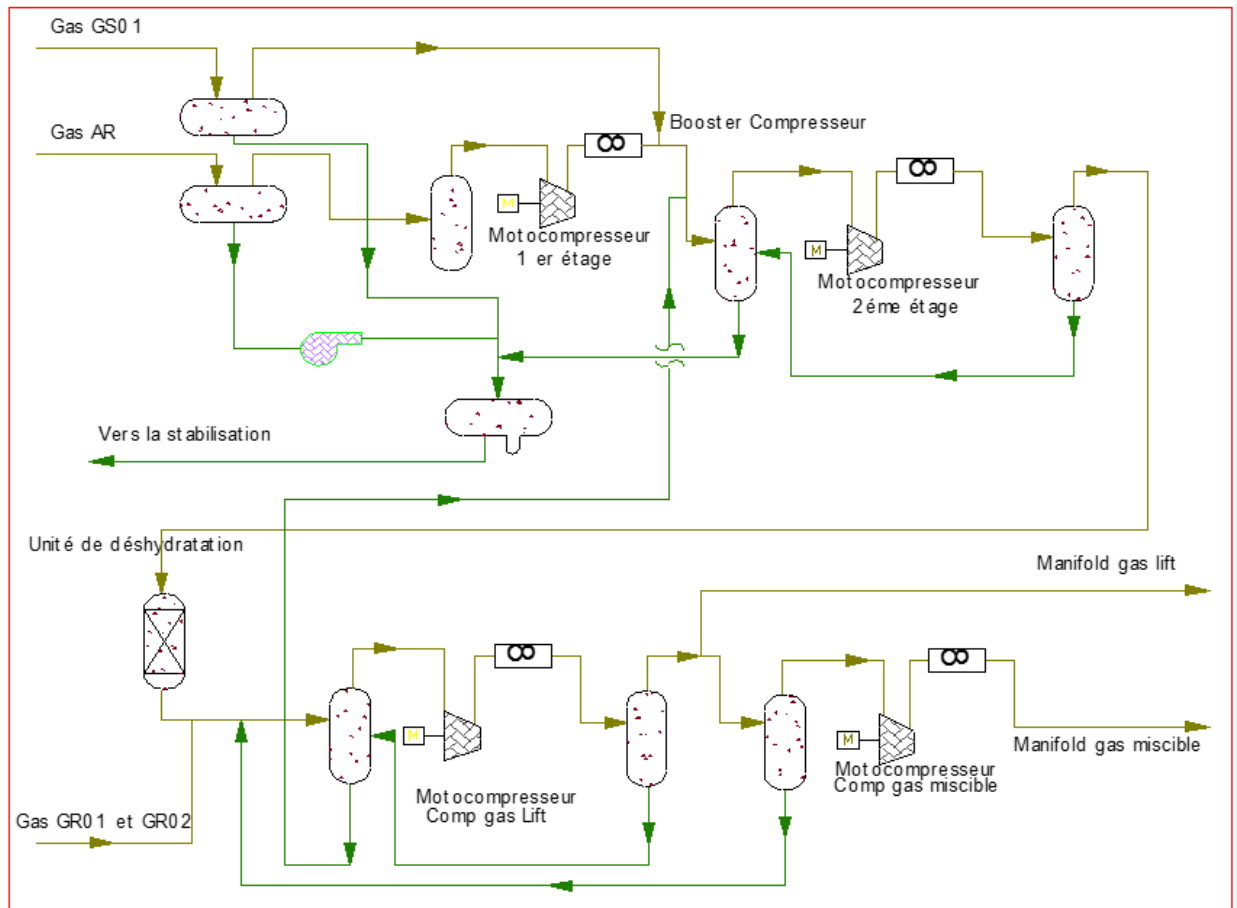 Gas GS01
Gas AR
Booster Compresseur
M
Motocompresseur
1 er étage
M
Motocompresseur
2éme étage
Vers la stabilisation
Unité de déshydratation
Manifold gas lift
M
Motocompresseur
Comp gas Lift
M
Motocompresseur
Comp gas miscible
Manifold gas miscible
Gas GR01 et GR02